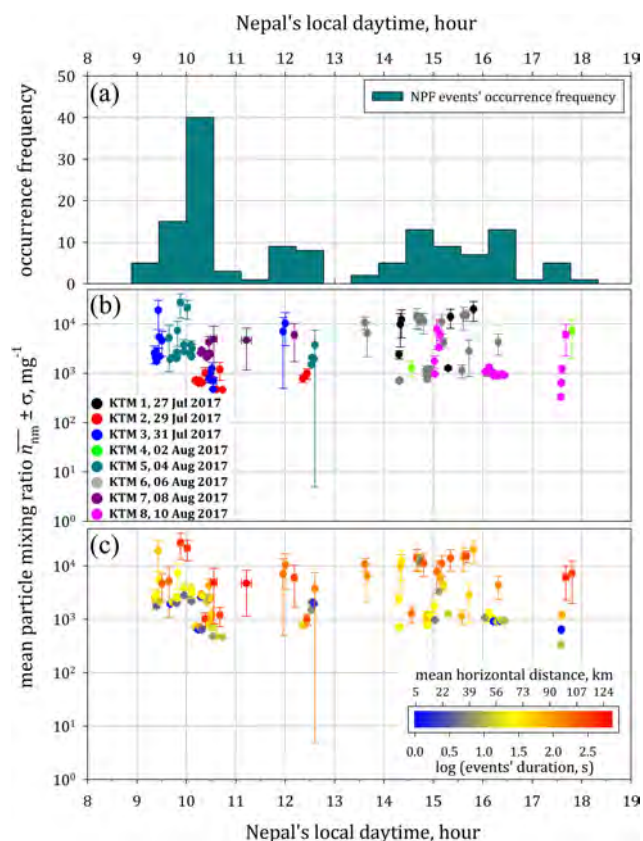 Nepal's local daytime, hour
8 9 10 11 12 13 14 15 16 17 18 19
50
40
30
20
10
0
occurrence frequency
(a)
NPF events' occurrence frequency
(b)
10⁴
10³
10²
10¹
10⁰
KTM 1, 27 Jul 2017
KTM 2, 29 Jul 2017
KTM 3, 31 Jul 2017
KTM 4, 02 Aug 2017
KTM 5, 04 Aug 2017
KTM 6, 06 Aug 2017
KTM 7, 08 Aug 2017
KTM 8, 10 Aug 2017
mean particle mixing ratio n̅n̅m̅ ± σ, mg⁻¹
(c)
10⁴
10³
10²
10¹
10⁰
mean horizontal distance, km
5 22 39 56 73 90 107 124
0.0 0.5 1.0 1.5 2.0 2.5
log (events' duration, s)
8 9 10 11 12 13 14 15 16 17 18 19
Nepal's local daytime, hour